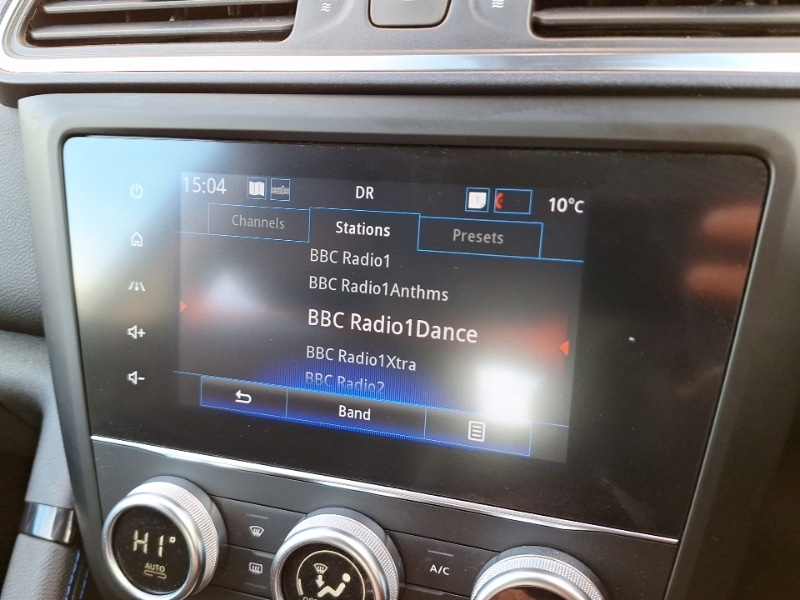 15:04 DR 10°C
Channels Stations Presets
BBC Radio1
BBC Radio1Anthms
BBC Radio1Dance
BBC Radio1Xtra
BBC Radio2
Band
HI°
AUTO
A/C